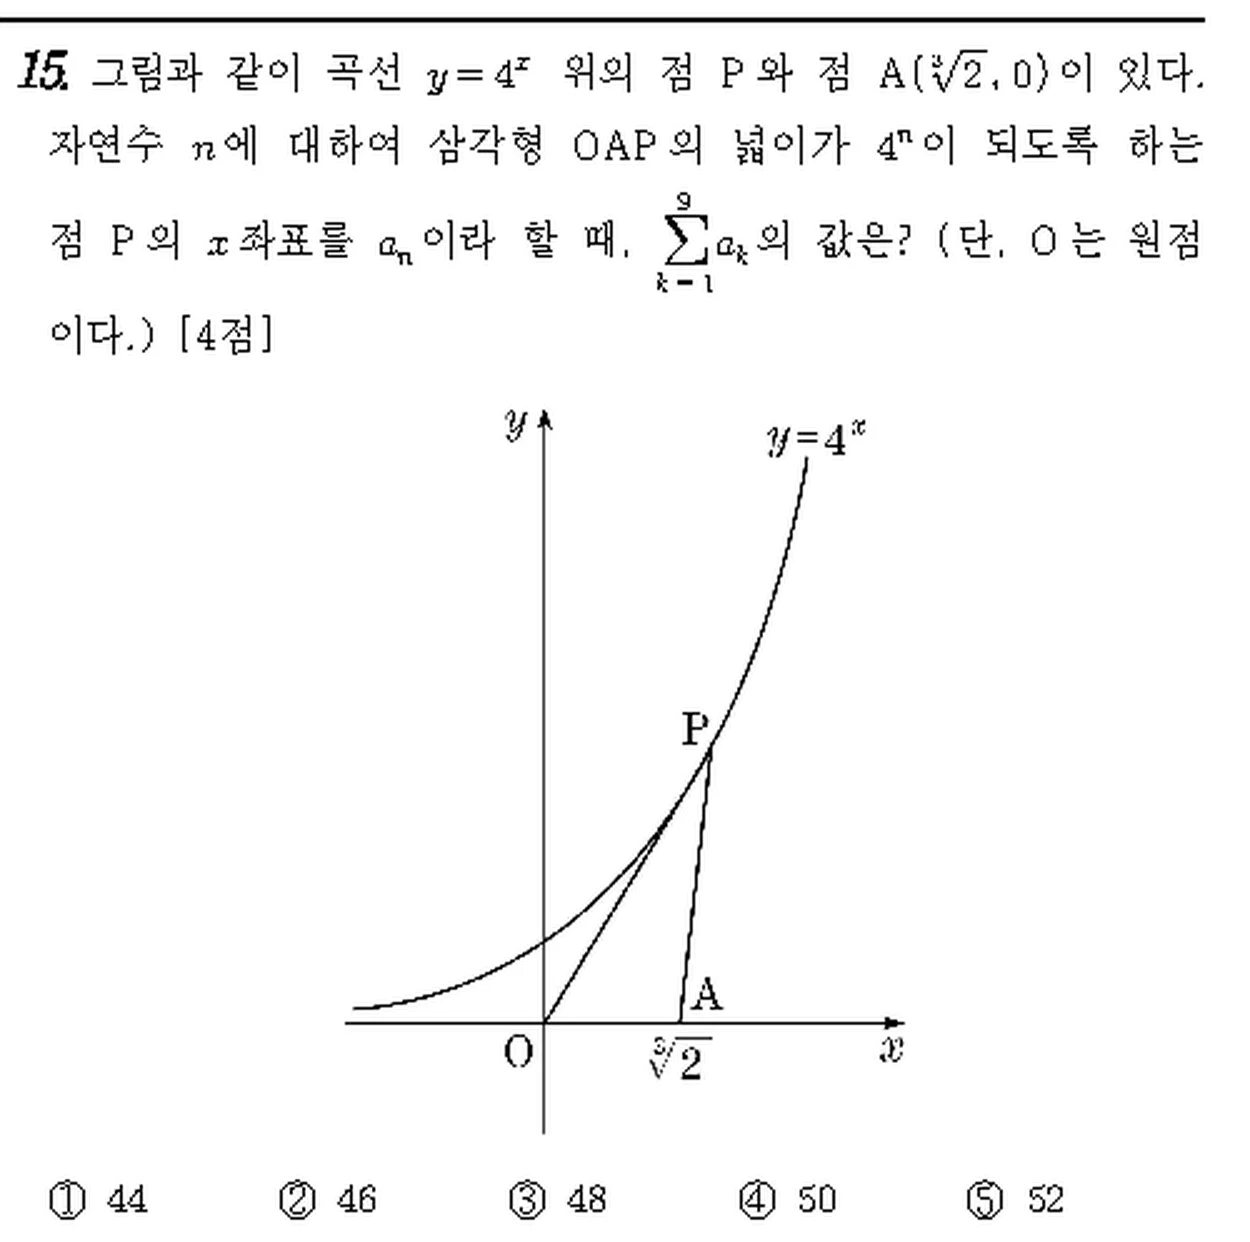 15. 그림과 같이 곡선 y=4^x 위의 점 P와 점 A(∛2, 0)이 있다.
자연수 n에 대하여 삼각형 OAP의 넓이가 4^n이 되도록 하는
점 P의 x좌표를 a_n이라 할 때, ∑_{k=1}^{9} a_k의 값은? (단, O는 원점
이다.) [4점]
y
y=4^x
P
A
O
∛2
x
① 44 ② 46 ③ 48 ④ 50 ⑤ 52